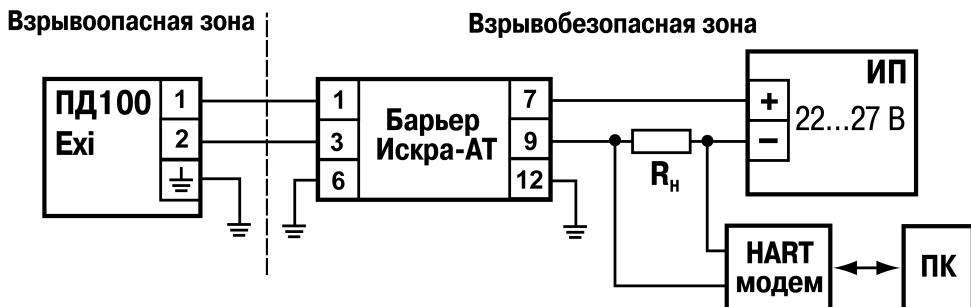 Взрывоопасная зона
Взрывобезопасная зона
ПД100
Exi
1
2
1
3
6
Барьер
Искра-АТ
7
9
12
Rн
ИП
+
−
22...27 В
HART
модем
ПК